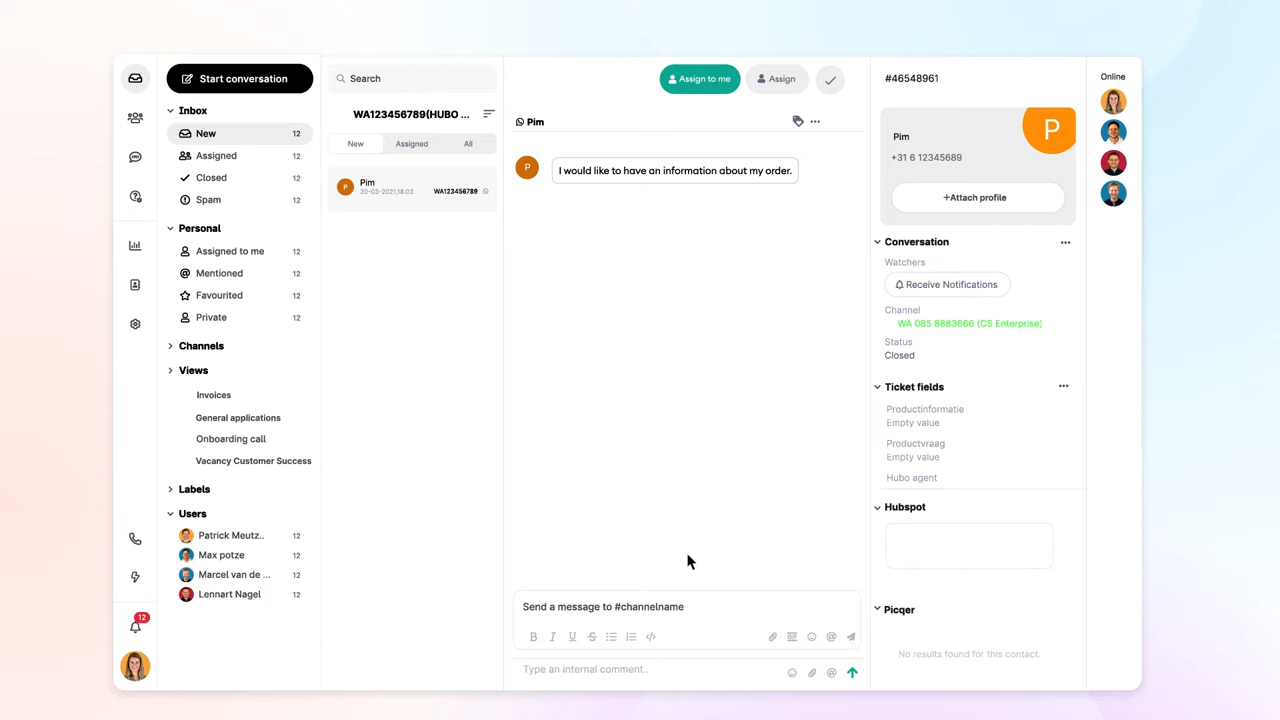 Start conversation
Inbox
New 12
Assigned 12
Closed 12
Spam 12
Personal
Assigned to me 12
Mentioned 12
Favourited 12
Private 12
Channels
Views
Invoices
General applications
Onboarding call
Vacancy Customer Success
Labels
Users
Patrick Meutz.. 12
Max potze 12
Marcel van de ... 12
Lennart Nagel 12
12
Search
WA123456789(HUBO ...
New Assigned All
P
Pim
20-03-2021,18:03 WA123456789
Assign to me
Assign
Pim
P
I would like to have an information about my order.
Send a message to #channelname
B I U S
Type an internal comment..
#46548961
Pim
P
+31 6 12345689
+Attach profile
Conversation
Watchers
Receive Notifications
Channel
WA 085 8883666 (CS Enterprise)
Status
Closed
Ticket fields
Productinformatie
Empty value
Productvraag
Empty value
Hubo agent
Hubspot
Picqer
No results found for this contact.
Online